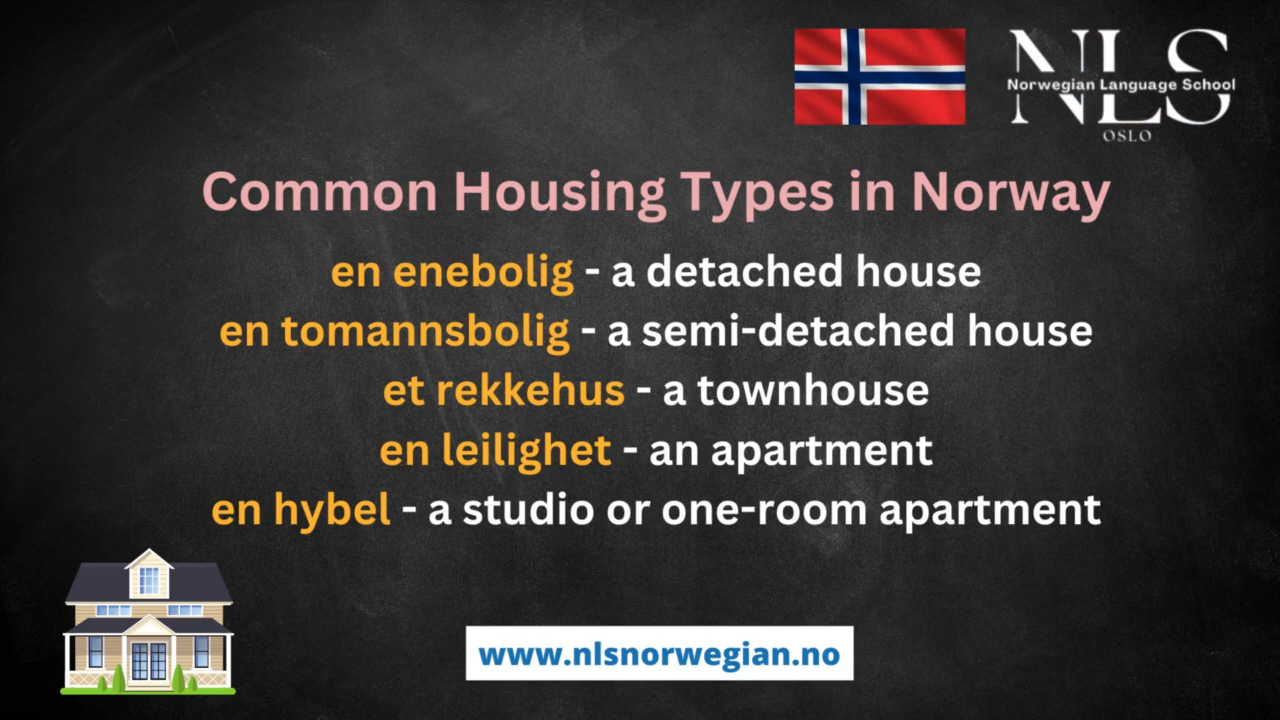 NLS
Norwegian Language School
OSLO
Common Housing Types in Norway
en enebolig - a detached house
en tomannsbolig - a semi-detached house
et rekkehus - a townhouse
en leilighet - an apartment
en hybel - a studio or one-room apartment
www.nlsnorwegian.no